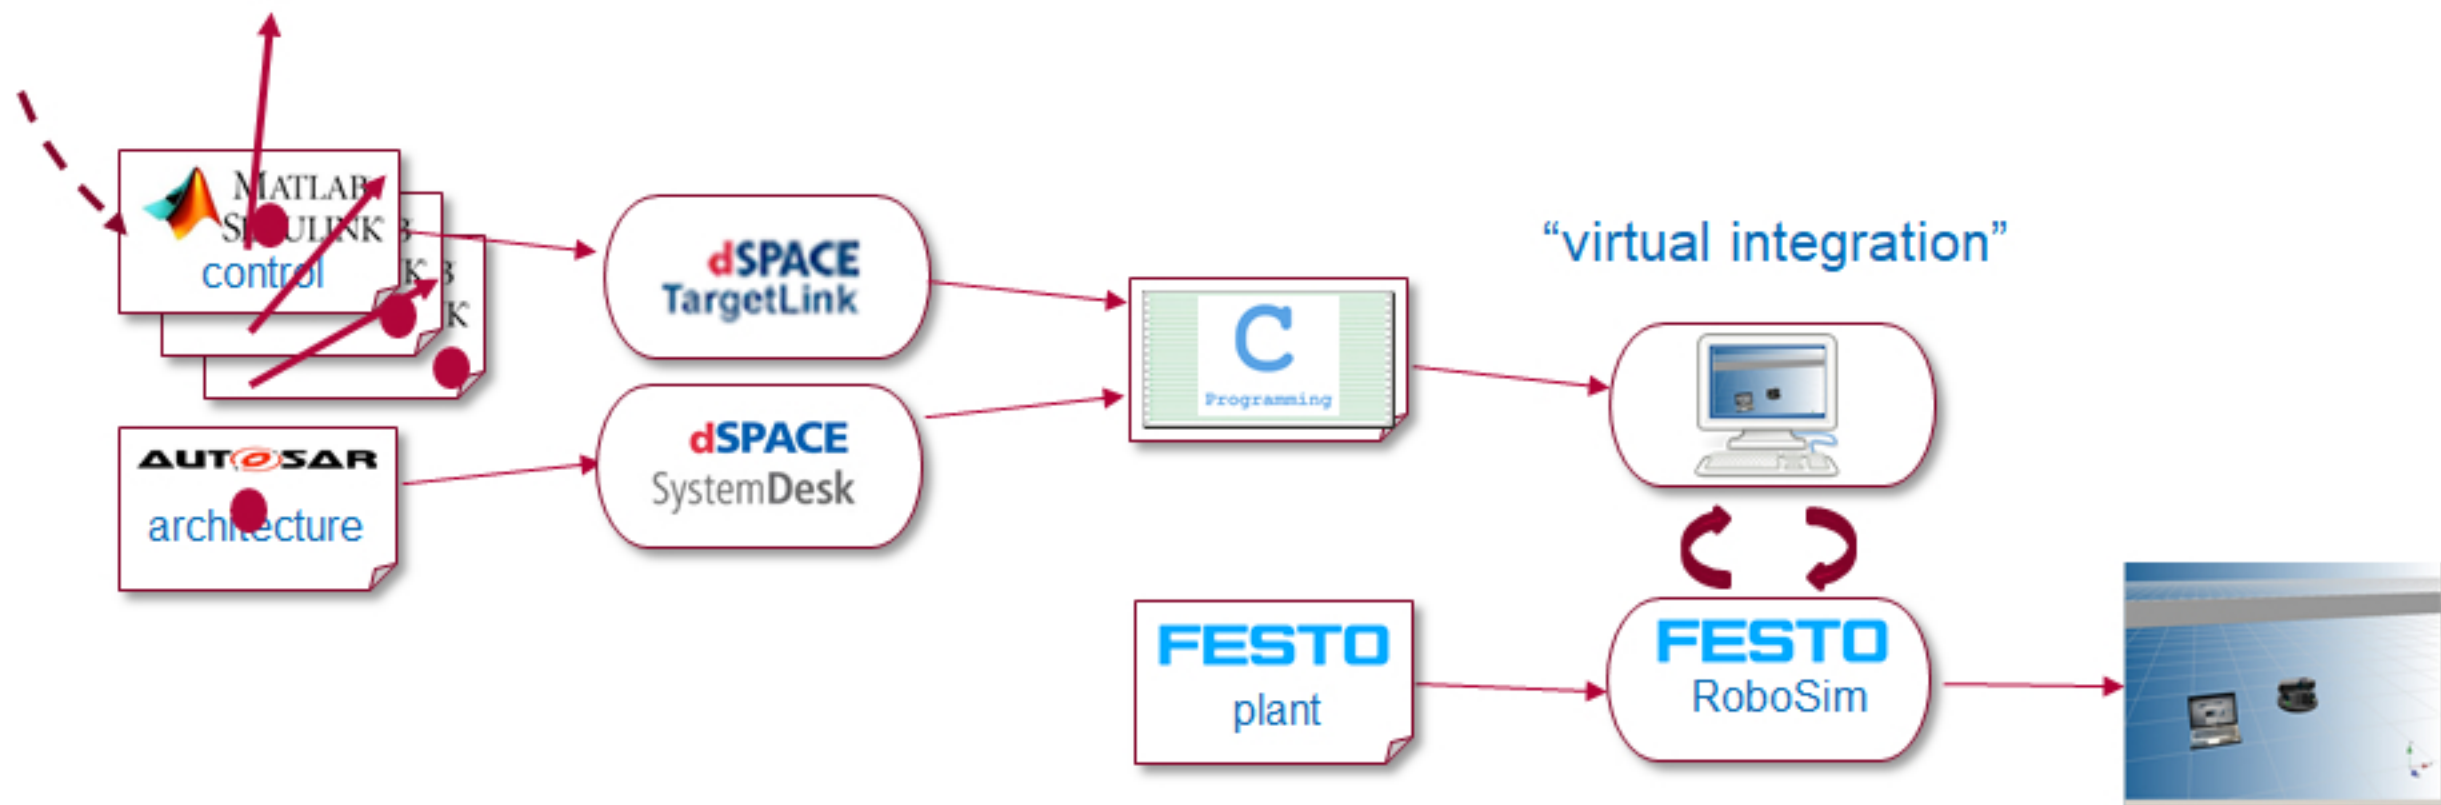 MATLAB
SIMULINK
control
B
K B
K
dSPACE
TargetLink
dSPACE
SystemDesk
AUTOSAR
architecture
C
Programming
“virtual integration”
FESTO
plant
FESTO
RoboSim